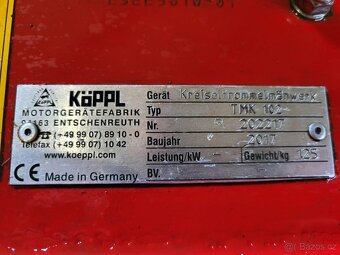 KÖPPL
MOTORGERÄTEFABRIK
94163 ENTSCHENREUTH
☎ (+49 99 07) 89 10-0
Telefax (+49 99 07) 10 42
www.koeppl.com
CE Made in Germany
Gerät Kreiseltrommelmähwerk
Typ TMK 102
Nr. 202217
Baujahr 2017
Leistung/kW - Gewicht/kg 125
BV. -
bazos.cz